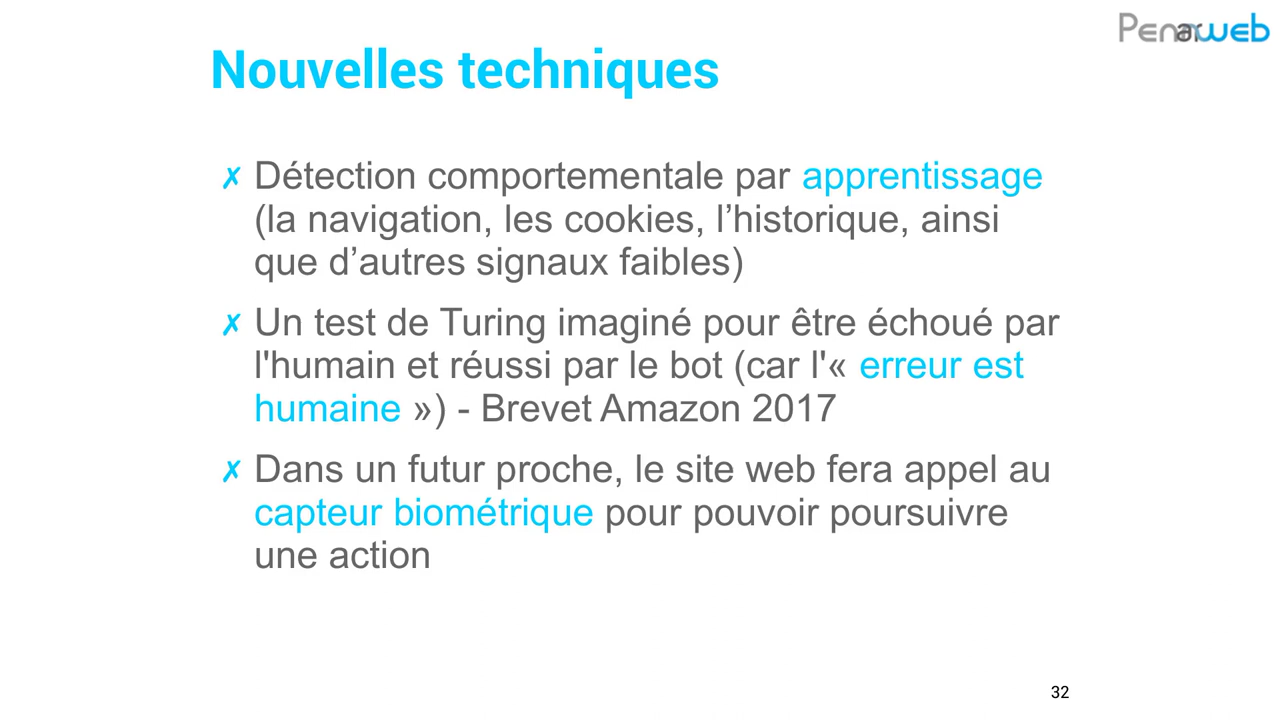 Penarweb
Nouvelles techniques
✗ Détection comportementale par apprentissage
(la navigation, les cookies, l’historique, ainsi
que d’autres signaux faibles)
✗ Un test de Turing imaginé pour être échoué par
l'humain et réussi par le bot (car l'« erreur est
humaine ») - Brevet Amazon 2017
✗ Dans un futur proche, le site web fera appel au
capteur biométrique pour pouvoir poursuivre
une action
32